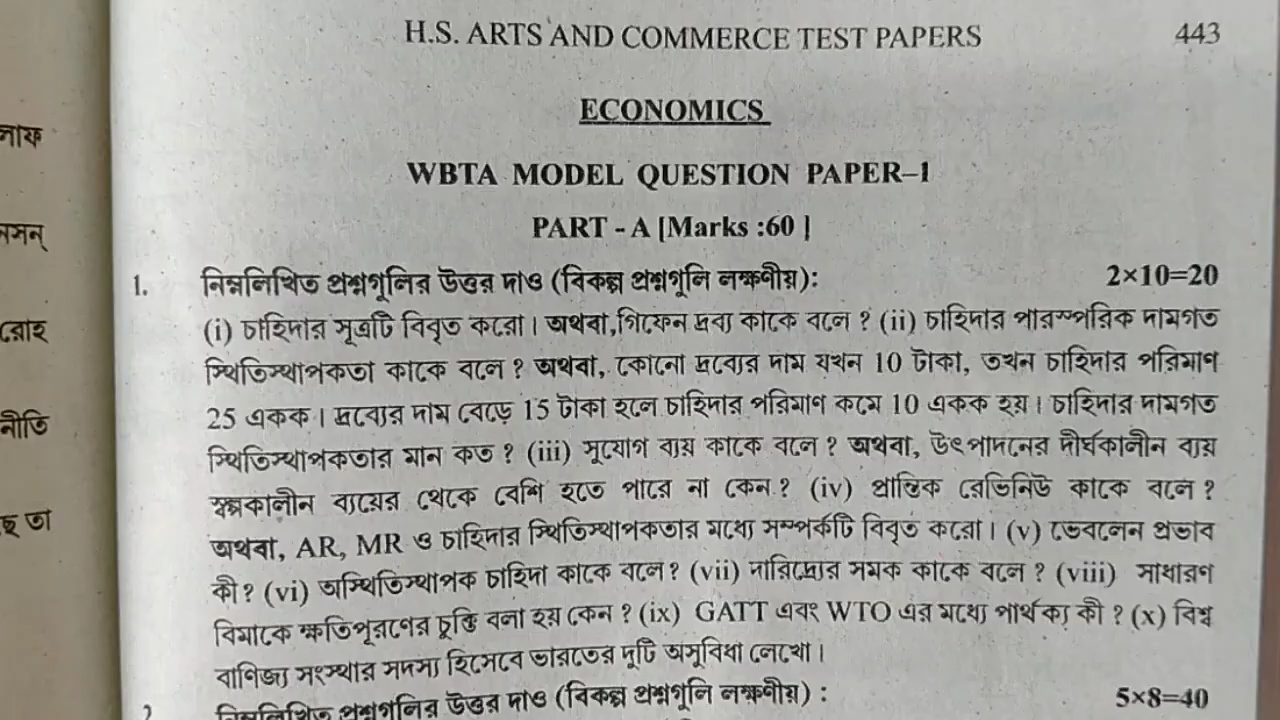 H.S. ARTS AND COMMERCE TEST PAPERS 443
ECONOMICS
WBTA MODEL QUESTION PAPER–1
PART - A [Marks :60 ]
1. নিম্নলিখিত প্রশ্নগুলির উত্তর দাও (বিকল্প প্রশ্নগুলি লক্ষণীয়): 2×10=20
(i) চাহিদার সূত্রটি বিবৃত করো। অথবা,গিফেন দ্রব্য কাকে বলে ? (ii) চাহিদার পারস্পরিক দামগত
স্থিতিস্থাপকতা কাকে বলে ? অথবা, কোনো দ্রব্যের দাম যখন 10 টাকা, তখন চাহিদার পরিমাণ
25 একক। দ্রব্যের দাম বেড়ে 15 টাকা হলে চাহিদার পরিমাণ কমে 10 একক হয়। চাহিদার দামগত
স্থিতিস্থাপকতার মান কত ? (iii) সুযোগ ব্যয় কাকে বলে ? অথবা, উৎপাদনের দীর্ঘকালীন ব্যয়
স্বল্পকালীন ব্যয়ের থেকে বেশি হতে পারে না কেন ? (iv) প্রান্তিক রেভিনিউ কাকে বলে ?
অথবা, AR, MR ও চাহিদার স্থিতিস্থাপকতার মধ্যে সম্পর্কটি বিবৃত করো। (v) ভেবলেন প্রভাব
কী ? (vi) অস্থিতিস্থাপক চাহিদা কাকে বলে ? (vii) দারিদ্র্যের সমক কাকে বলে ? (viii) সাধারণ
বিমাকে ক্ষতিপূরণের চুক্তি বলা হয় কেন ? (ix) GATT এবং WTO এর মধ্যে পার্থক্য কী ? (x) বিশ্ব
বাণিজ্য সংস্থার সদস্য হিসেবে ভারতের দুটি অসুবিধা লেখো।
2. নিম্নলিখিত প্রশ্নগুলির উত্তর দাও (বিকল্প প্রশ্নগুলি লক্ষণীয়) : 5×8=40
নীতি
তা